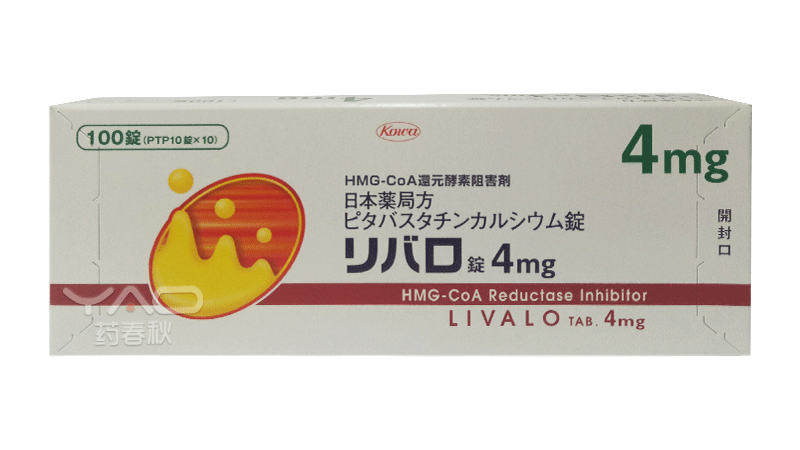 100錠(PTP10錠×10)
Kowa
4mg
HMG-CoA還元酵素阻害剤
日本薬局方
ピタバスタチンカルシウム錠
リバロ錠4mg
開封口
HMG-CoA Reductase Inhibitor
LIVALO TAB. 4mg
YAO
药春秋